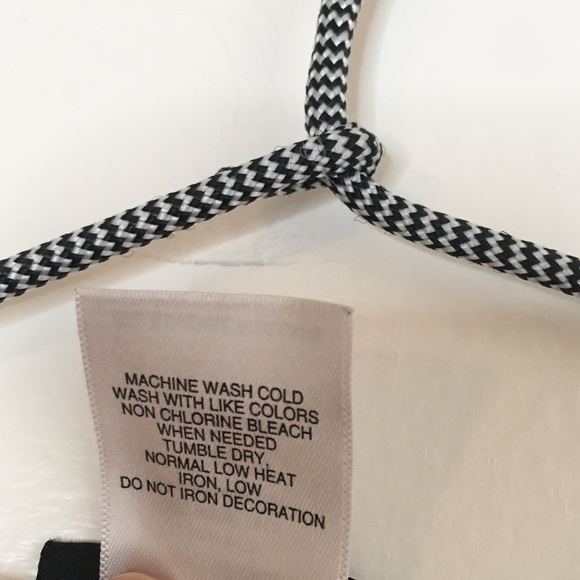 MACHINE WASH COLD
WASH WITH LIKE COLORS
NON CHLORINE BLEACH
WHEN NEEDED
TUMBLE DRY,
NORMAL LOW HEAT
IRON, LOW
DO NOT IRON DECORATION